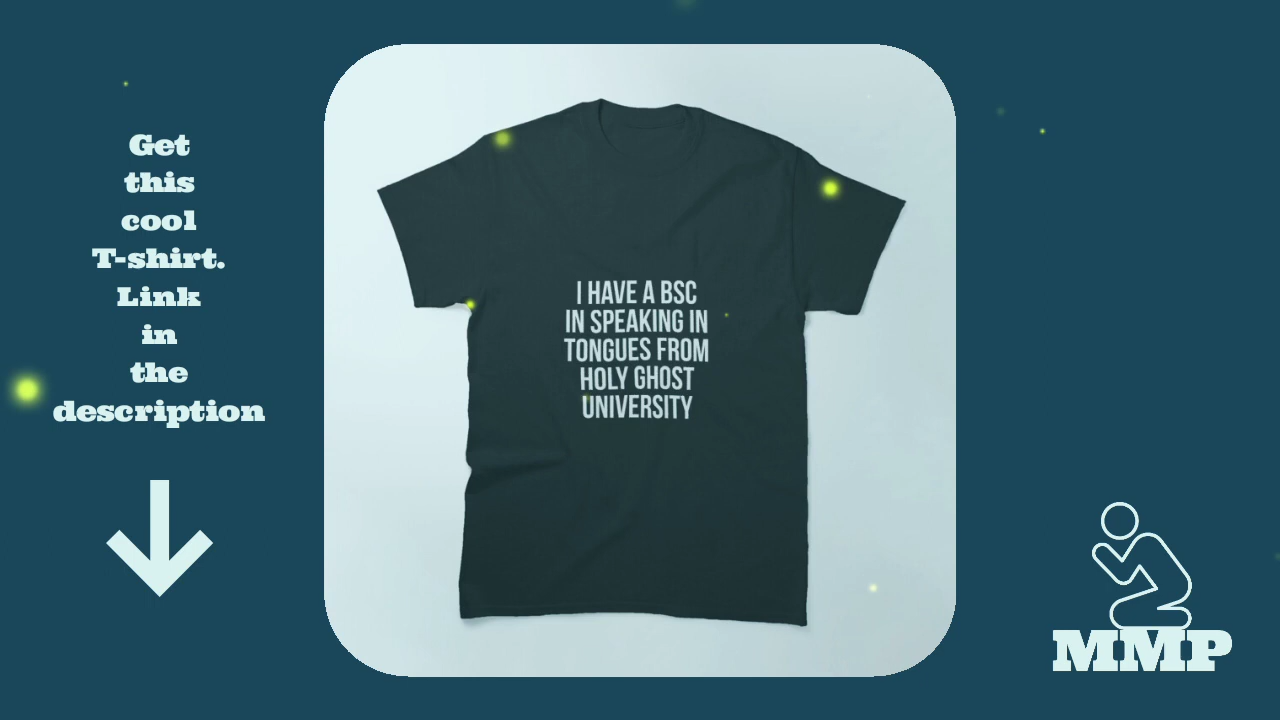 Get
this
cool
T-shirt.
Link
in
the
description
I HAVE A BSC
IN SPEAKING IN
TONGUES FROM
HOLY GHOST
UNIVERSITY
MMP